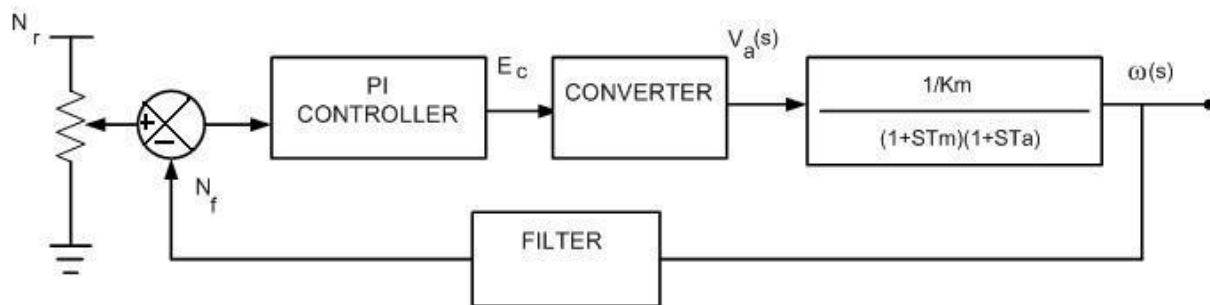 N r
+
−
N f
PI
CONTROLLER
E c
CONVERTER
V a (s)
1/Km
(1+STm)(1+STa)
ω(s)
FILTER